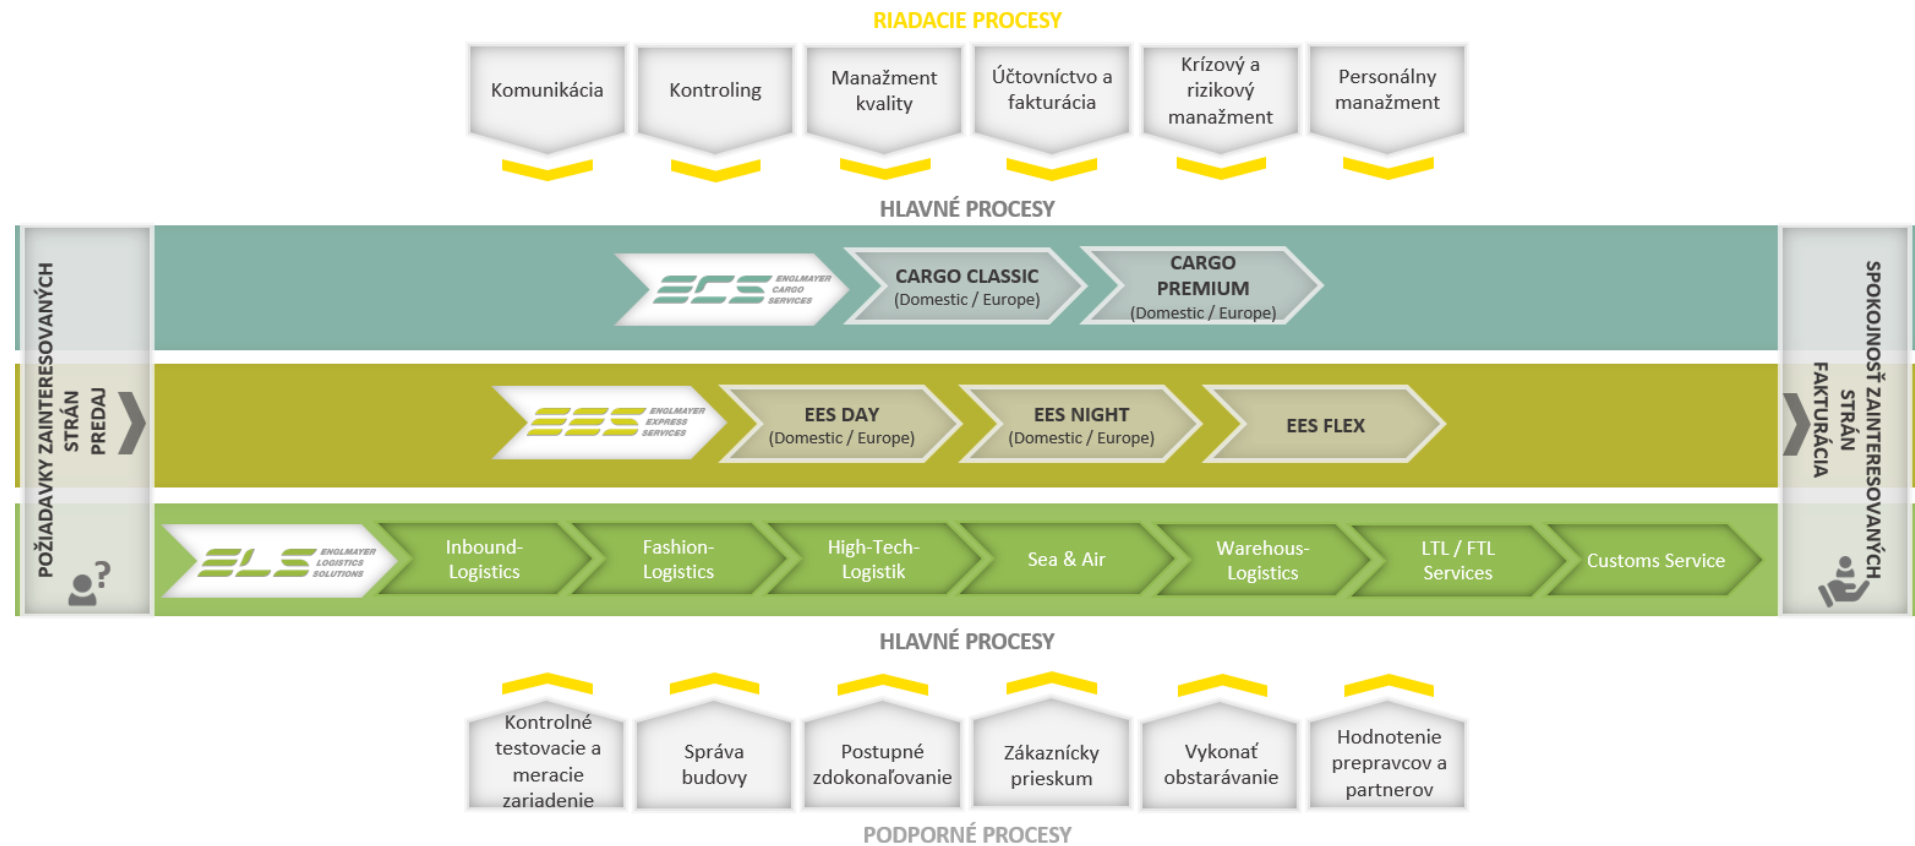 RIADACIE PROCESY
Komunikácia
Kontroling
Manažment
kvality
Účtovníctvo a
fakturácia
Krízový a
rizikový
manažment
Personálny
manažment
HLAVNÉ PROCESY
POŽIADAVKY ZAINTERESOVANÝCH
STRÁN
PREDAJ
?
ECS
ENGLMAYER
CARGO
SERVICES
CARGO CLASSIC
(Domestic / Europe)
CARGO
PREMIUM
(Domestic / Europe)
EES
ENGLMAYER
EXPRESS
SERVICES
EES DAY
(Domestic / Europe)
EES NIGHT
(Domestic / Europe)
EES FLEX
ELS
ENGLMAYER
LOGISTICS
SOLUTIONS
Inbound-
Logistics
Fashion-
Logistics
High-Tech-
Logistik
Sea & Air
Warehous-
Logistics
LTL / FTL
Services
Customs Service
SPOKOJNOSŤ ZAINTERESOVANÝCH
STRÁN
FAKTURÁCIA
HLAVNÉ PROCESY
Kontrolné
testovacie a
meracie
zariadenie
Správa
budovy
Postupné
zdokonaľovanie
Zákaznícky
prieskum
Vykonať
obstarávanie
Hodnotenie
prepravcov a
partnerov
PODPORNÉ PROCESY